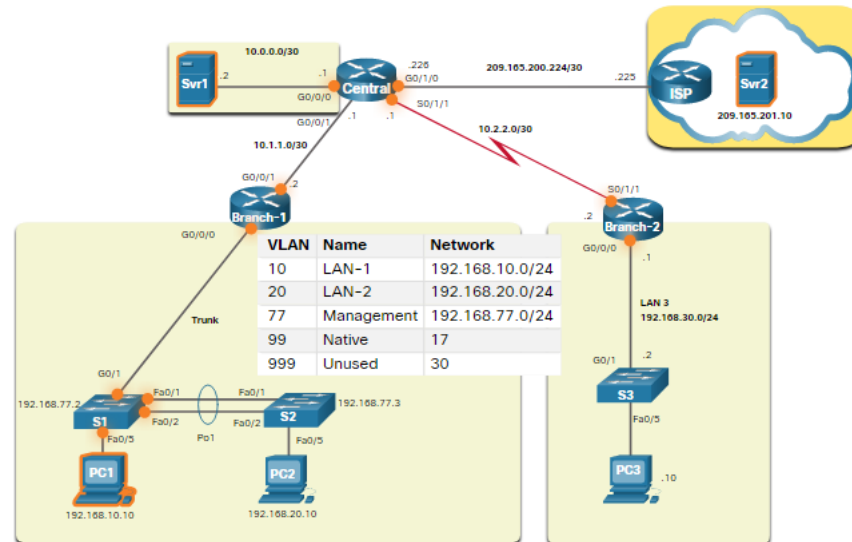 10.0.0.0/30
Svr1
.2
.1
G0/0/0
Central
.226
G0/1/0
209.165.200.224/30
.225
ISP
Svr2
209.165.201.10
G0/0/1
.1
.1
S0/1/1
10.1.1.0/30
10.2.2.0/30
G0/0/1
.2
Branch-1
S0/1/1
.2
Branch-2
G0/0/0
G0/0/0
.1
VLAN Name Network
10 LAN-1 192.168.10.0/24
20 LAN-2 192.168.20.0/24
77 Management 192.168.77.0/24
99 Native 17
999 Unused 30
Trunk
LAN 3
192.168.30.0/24
G0/1
192.168.77.2
S1
Fa0/1
Fa0/1
Fa0/2
Fa0/2
Po1
S2
192.168.77.3
Fa0/5
Fa0/5
G0/1
.2
S3
Fa0/5
PC1
192.168.10.10
PC2
192.168.20.10
PC3
.10